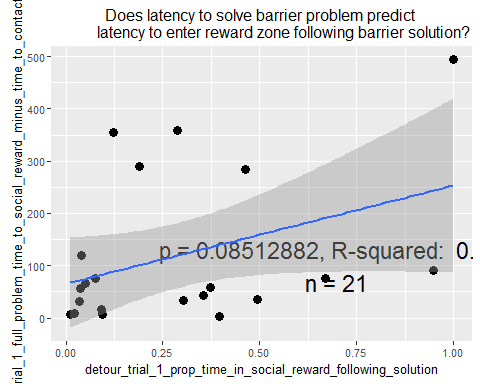 Does latency to solve barrier problem predict
latency to enter reward zone following barrier solution?
rial_1_full_problem_time_to_social_reward_minus_time_to_contact
500
400
300
200
100
0
p = 0.08512882, R-squared: 0.
n = 21
0.00
0.25
0.50
0.75
1.00
detour_trial_1_prop_time_in_social_reward_following_solution